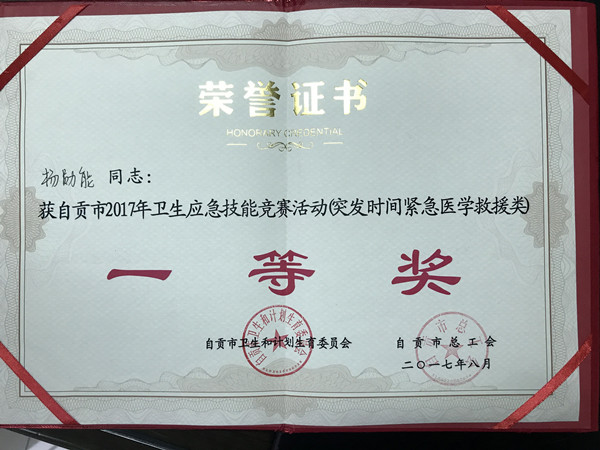 荣誉证书
HONORARY CREDENTIAL
杨勋能 同志：
获自贡市2017年卫生应急技能竞赛活动(突发时间紧急医学救援类)
一等奖
自贡市卫生和计划生育委员会
自贡市总工会
二〇一七年八月